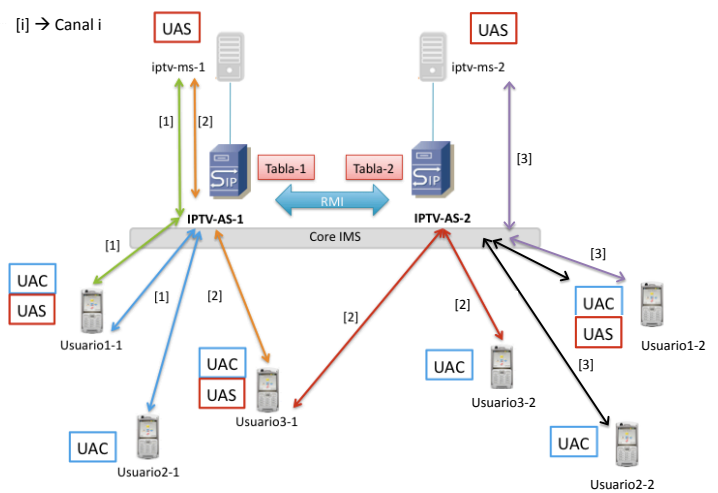 [i] → Canal i
UAS
UAS
iptv-ms-1
iptv-ms-2
[1]
[2]
[3]
SIP
Tabla-1
Tabla-2
SIP
RMI
IPTV-AS-1
IPTV-AS-2
Core IMS
[1]
[3]
UAC
UAS
[1]
[2]
[2]
[2]
UAC
UAS
Usuario1-1
Usuario1-2
UAC
UAS
UAC
[3]
Usuario3-1
Usuario3-2
UAC
UAC
Usuario2-1
Usuario2-2